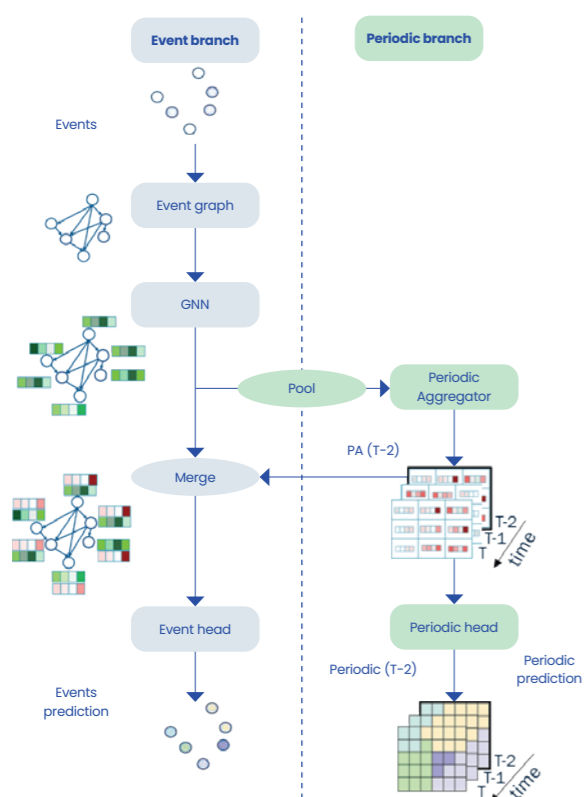 Event branch
Periodic branch
Events
Event graph
GNN
Pool
Periodic
Aggregator
PA (T-2)
Merge
T-2
T-1
T
time
Event head
Periodic head
Periodic (T-2)
Periodic
prediction
Events
prediction
T-2
T-1
T
time